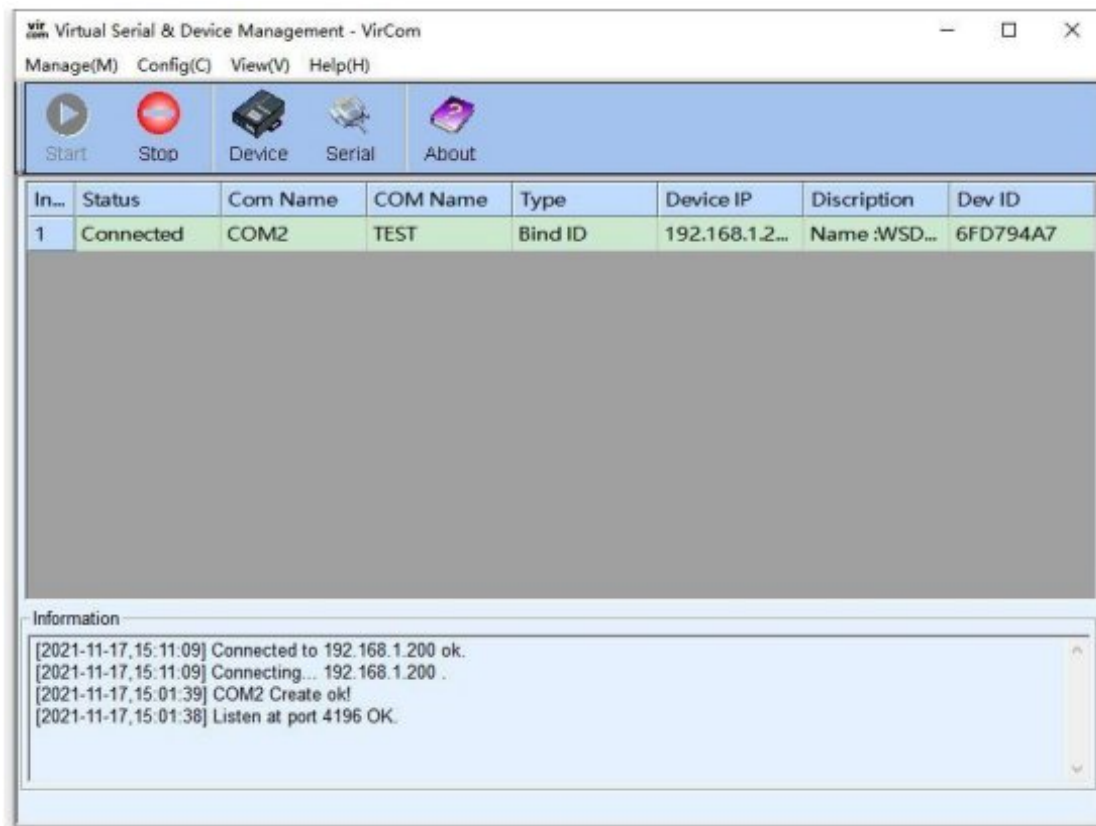 vir com Virtual Serial & Device Management - VirCom
Manage(M) Config(C) View(V) Help(H)
Start Stop Device Serial About
In... Status Com Name COM Name Type Device IP Discription Dev ID
1 Connected COM2 TEST Bind ID 192.168.1.2... Name :WSD... 6FD794A7
Information
[2021-11-17,15:11:09] Connected to 192.168.1.200 ok.
[2021-11-17,15:11:09] Connecting... 192.168.1.200 .
[2021-11-17,15:01:39] COM2 Create ok!
[2021-11-17,15:01:38] Listen at port 4196 OK.